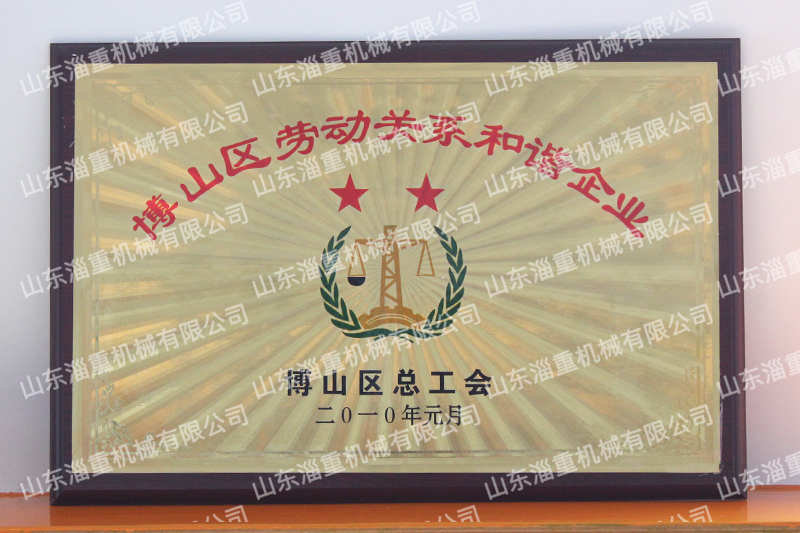 博山区劳动关系和谐企业
博山区总工会
二〇一〇年元月
山东淄重机械有限公司